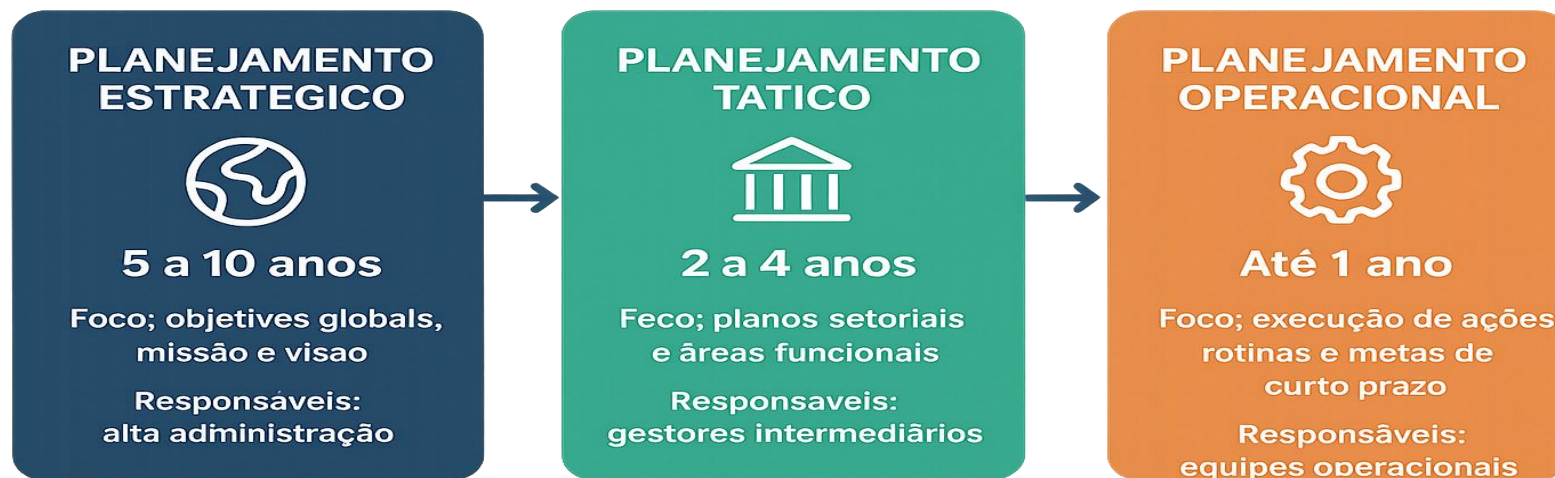 PLANEJAMENTO
ESTRATEGICO
5 a 10 anos
Foco; objetives globals,
missão e visao
Responsáveis:
alta administração
PLANEJAMENTO
TATICO
2 a 4 anos
Feco; planos setoriais
e āreas funcionais
Responsaveis:
gestores intermediārios
PLANEJAMENTO
OPERACIONAL
Até 1 ano
Foco; execução de ações
rotinas e metas de
curto prazo
Responsâveis:
equipes operacionais